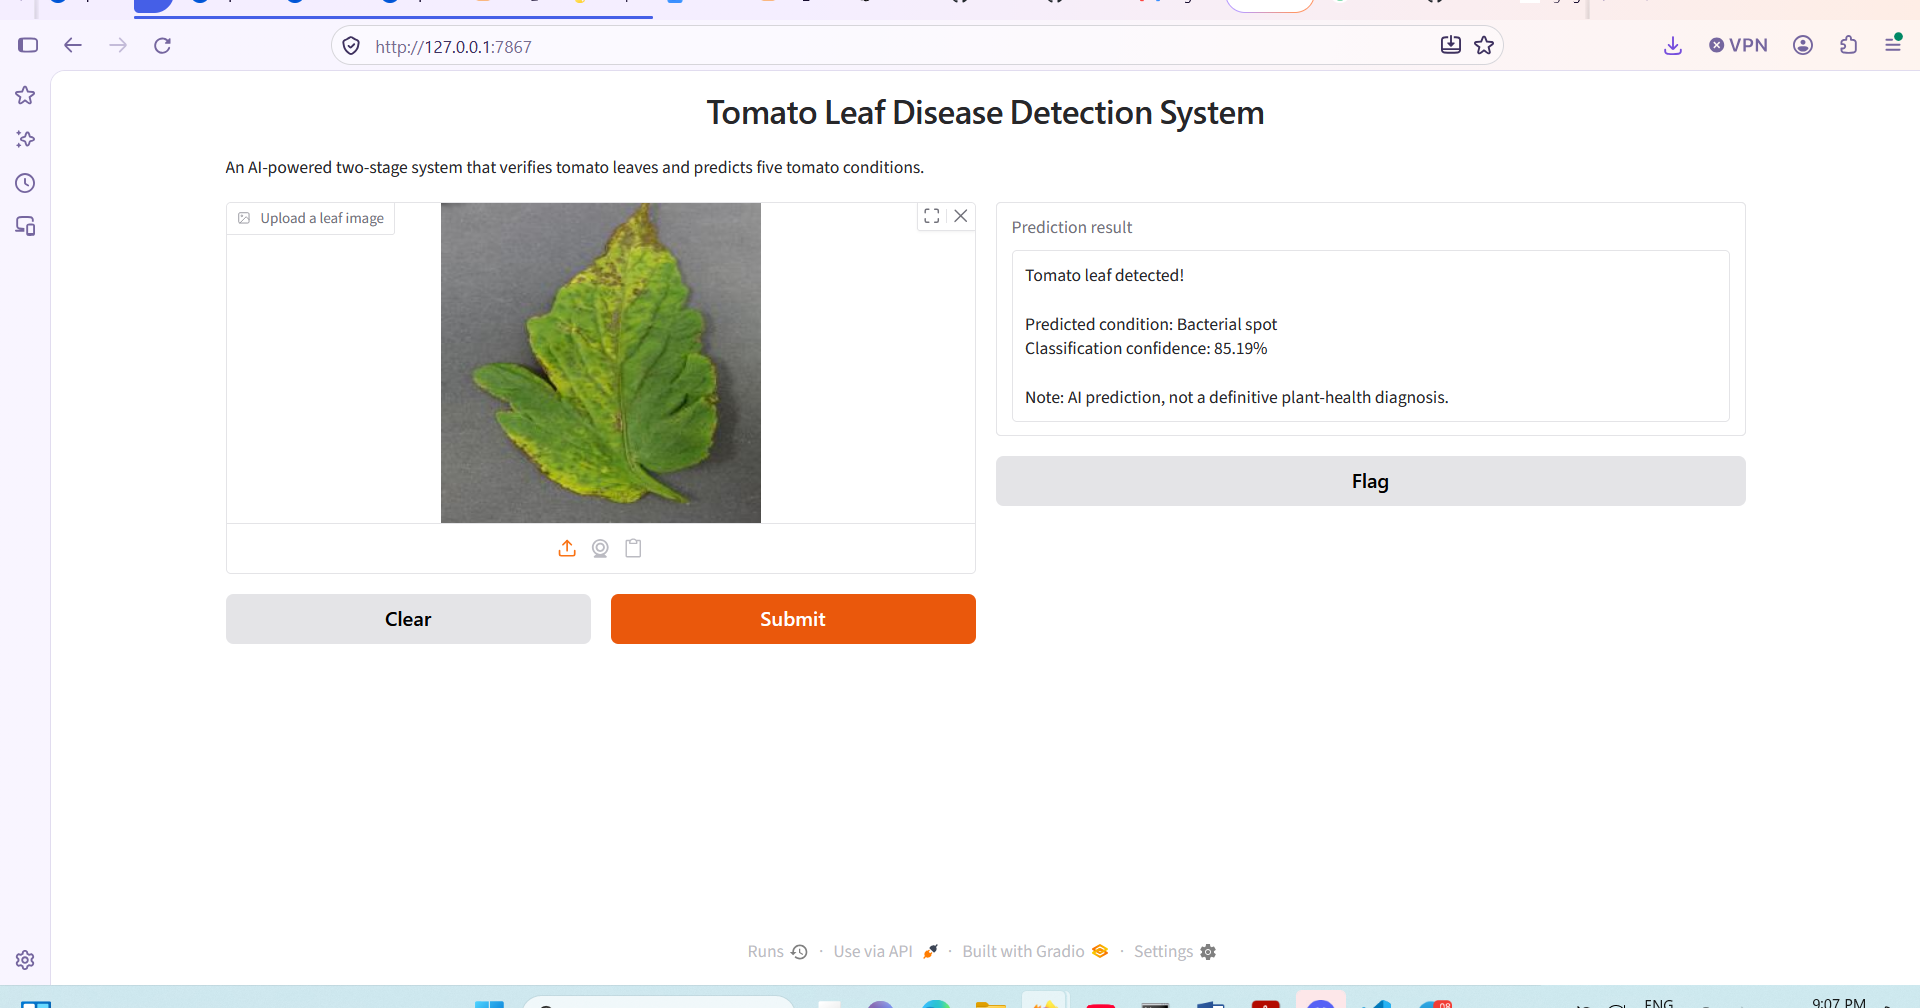 http://127.0.0.1:7867
VPN
Tomato Leaf Disease Detection System
An AI-powered two-stage system that verifies tomato leaves and predicts five tomato conditions.
Upload a leaf image
Prediction result
Tomato leaf detected!
Predicted condition: Bacterial spot
Classification confidence: 85.19%
Note: AI prediction, not a definitive plant-health diagnosis.
Flag
Clear
Submit
Runs · Use via API · Built with Gradio · Settings
ENG
9:07 PM